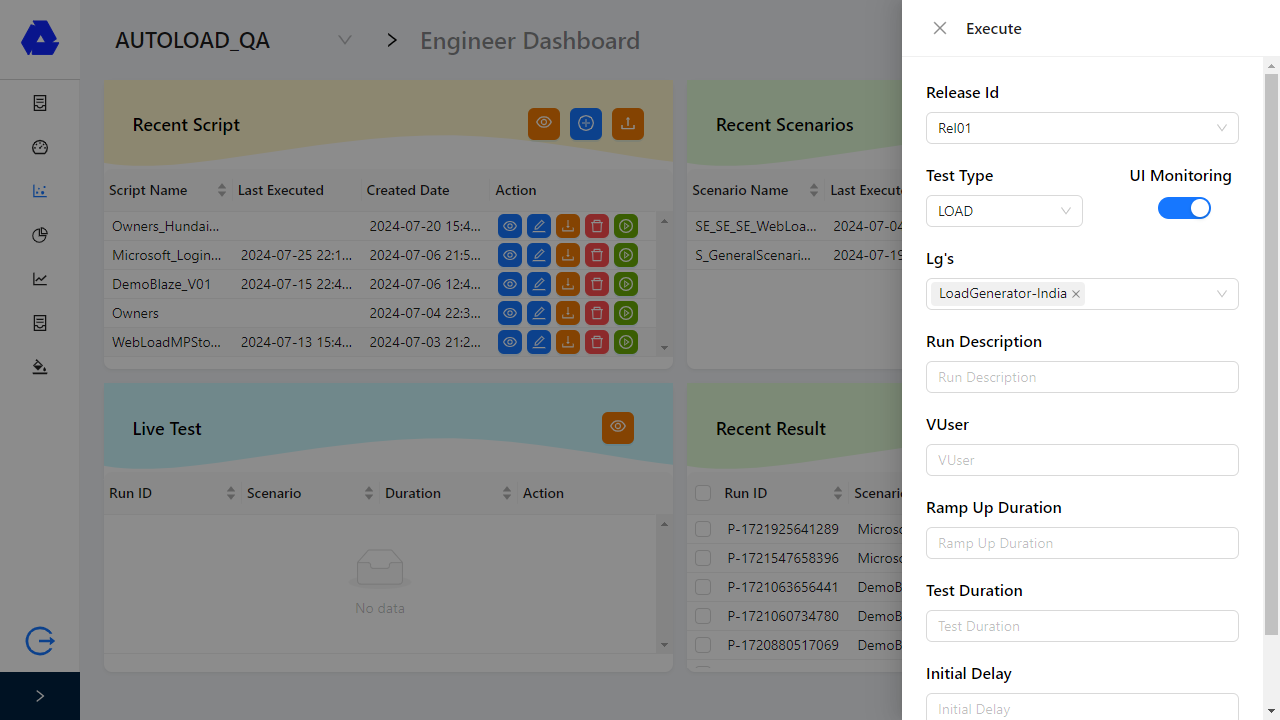 AUTOLOAD_QA
Engineer Dashboard
Recent Script
Script Name
Last Executed
Created Date
Action
Owners_Hundai...
2024-07-20 15:4...
Microsoft_Login...
2024-07-25 22:1...
2024-07-06 21:5...
DemoBlaze_V01
2024-07-15 22:4...
2024-07-06 12:4...
Owners
2024-07-04 22:3...
WebLoadMPSto...
2024-07-13 15:4...
2024-07-03 21:2...
Recent Scenarios
Scenario Name
Last Execut
SE_SE_SE_WebLoa...
2024-07-04
S_GeneralScenari...
2024-07-19
Live Test
Run ID
Scenario
Duration
Action
No data
Recent Result
Run ID
Scenari
P-1721925641289
Microso
P-1721547658396
Microso
P-1721063656441
DemoB
P-1721060734780
DemoB
P-1720880517069
DemoB
Execute
Release Id
Rel01
Test Type
UI Monitoring
LOAD
Lg's
LoadGenerator-India
Run Description
Run Description
VUser
VUser
Ramp Up Duration
Ramp Up Duration
Test Duration
Test Duration
Initial Delay
Initial Delay